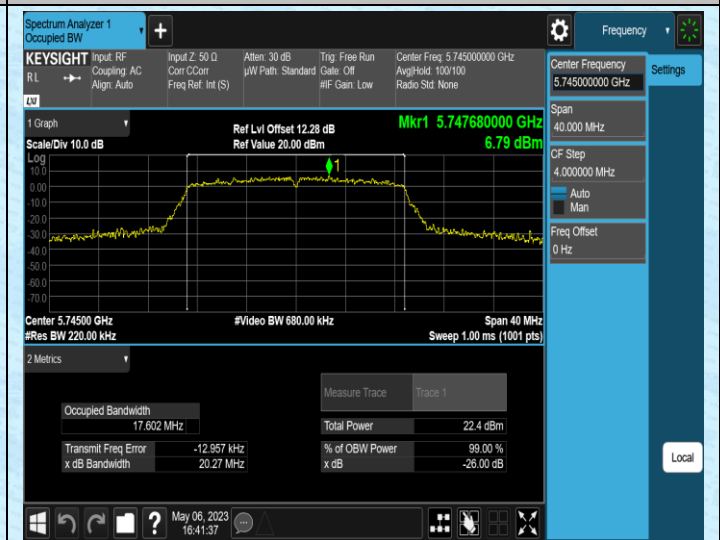 Spectrum Analyzer 1
Occupied BW
+
Frequency
KEYSIGHT
R L
LXI
Input: RF
Coupling: AC
Align: Auto
Input Z: 50 Ω
Corr CCorr
Freq Ref: Int (S)
Atten: 30 dB
µW Path: Standard
Trig: Free Run
Gate: Off
#IF Gain: Low
Center Freq: 5.745000000 GHz
Avg|Hold: 100/100
Radio Std: None
Center Frequency
5.745000000 GHz
Settings
Span
40.000 MHz
CF Step
4.000000 MHz
Auto
Man
Freq Offset
0 Hz
1 Graph
Scale/Div 10.0 dB
Ref Lvl Offset 12.28 dB
Ref Value 20.00 dBm
Mkr1 5.747680000 GHz
6.79 dBm
Log
10.0
0.00
-10.0
-20.0
-30.0
-40.0
-50.0
-60.0
-70.0
1
Center 5.74500 GHz
#Res BW 220.00 kHz
#Video BW 680.00 kHz
Span 40 MHz
Sweep 1.00 ms (1001 pts)
2 Metrics
Measure Trace Trace 1
Occupied Bandwidth
17.602 MHz
Total Power 22.4 dBm
Transmit Freq Error -12.957 kHz
% of OBW Power 99.00 %
x dB Bandwidth 20.27 MHz
x dB -26.00 dB
Local
?
May 06, 2023
16:41:37